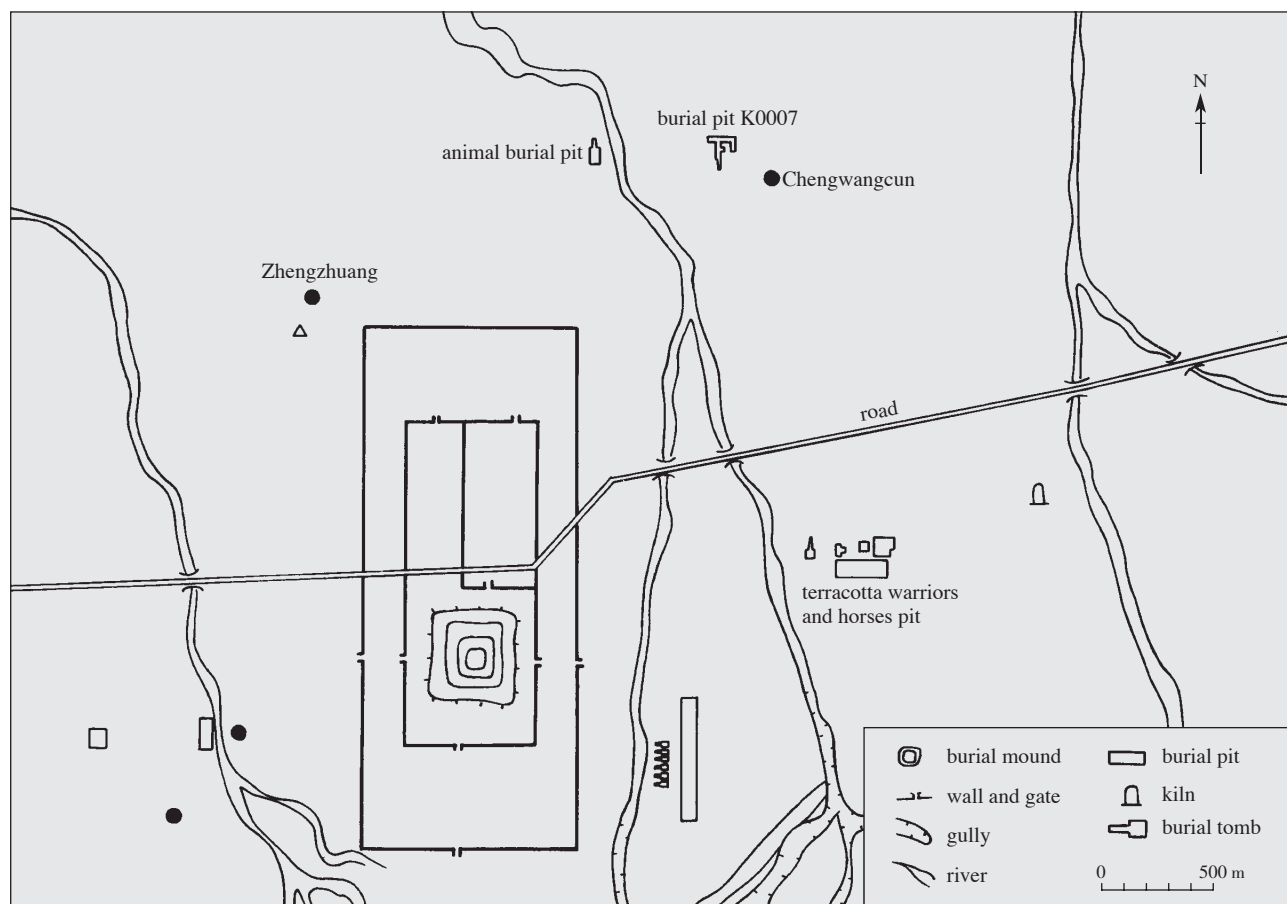 N
burial pit K0007
animal burial pit
Chengwangcun
Zhengzhuang
road
terracotta warriors
and horses pit
burial mound
wall and gate
gully
river
burial pit
kiln
burial tomb
0 500 m